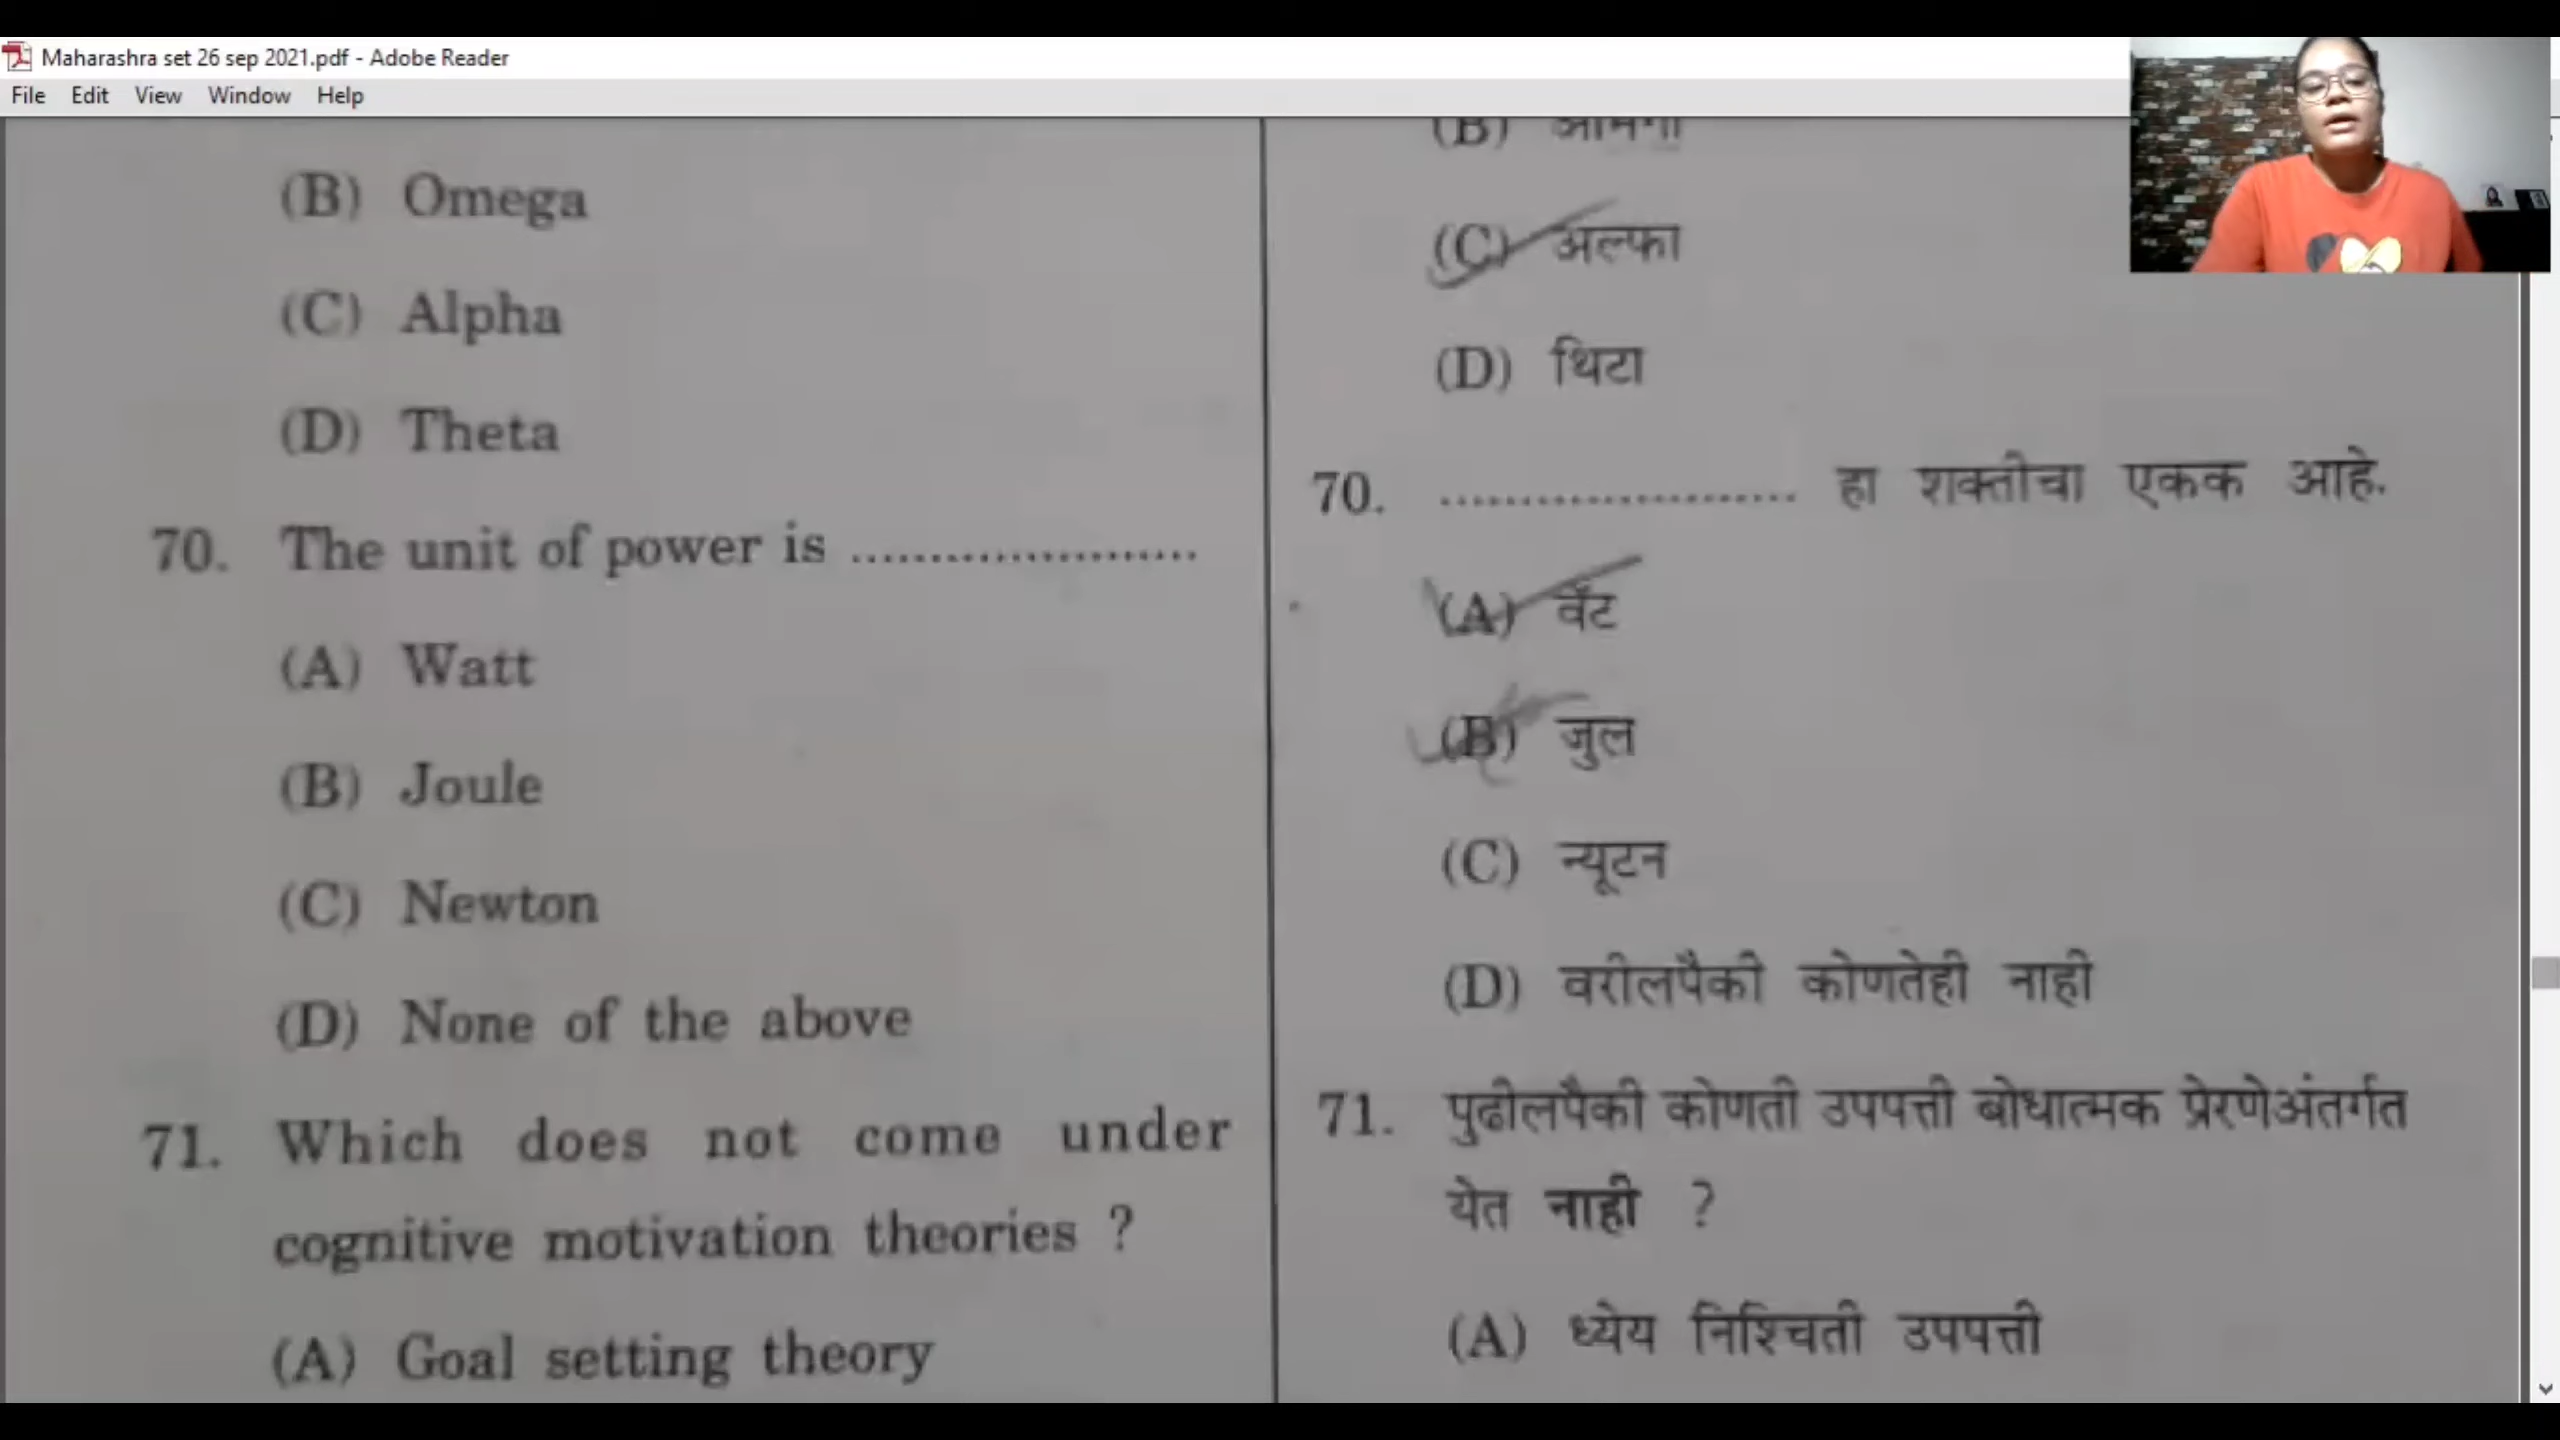 Maharashra set 26 sep 2021.pdf - Adobe Reader
File Edit View Window Help
(B) Omega
(C) Alpha
(D) Theta
70. The unit of power is ......................
(A) Watt
(B) Joule
(C) Newton
(D) None of the above
71. Which does not come under
cognitive motivation theories ?
(A) Goal setting theory
(B)
(C) अल्फा
(D) थिटा
70. ....................... हा शक्तीचा एकक आहे.
(A) वॅट
(B) जुल
(C) न्यूटन
(D) वरीलपैकी कोणतेही नाही
71. पुढीलपैकी कोणती उपपत्ती बोधात्मक प्रेरणेअंतर्गत
येत नाही ?
(A) ध्येय निश्चिती उपपत्ती